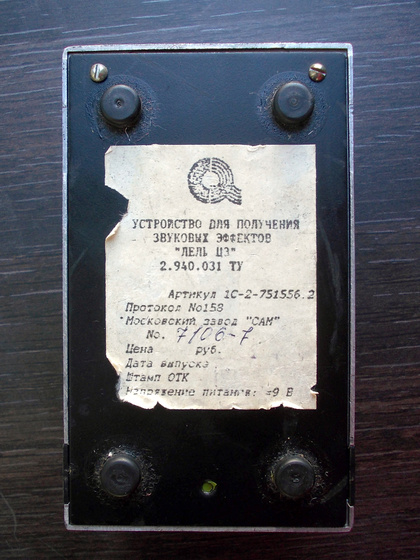 УСТРОЙСТВО ДЛЯ ПОЛУЧЕНИЯ
ЗВУКОВЫХ ЭФФЕКТОВ
"ЛЕЛЬ ЦЗ"
2.940.031 ТУ
Артикул 1С-2-751556.2
Протокол No158
Московский завод "САМ"
No. 7106-7
Цена руб.
Дата выпуска
Штамп ОТК
Напряжение питания: =9 В